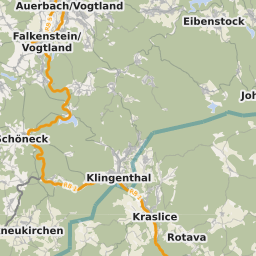 Auerbach/Vogtland
Eibenstock
Falkenstein/
Vogtland
Joh
Schöneck
Klingenthal
Kraslice
neukirchen
Rotava